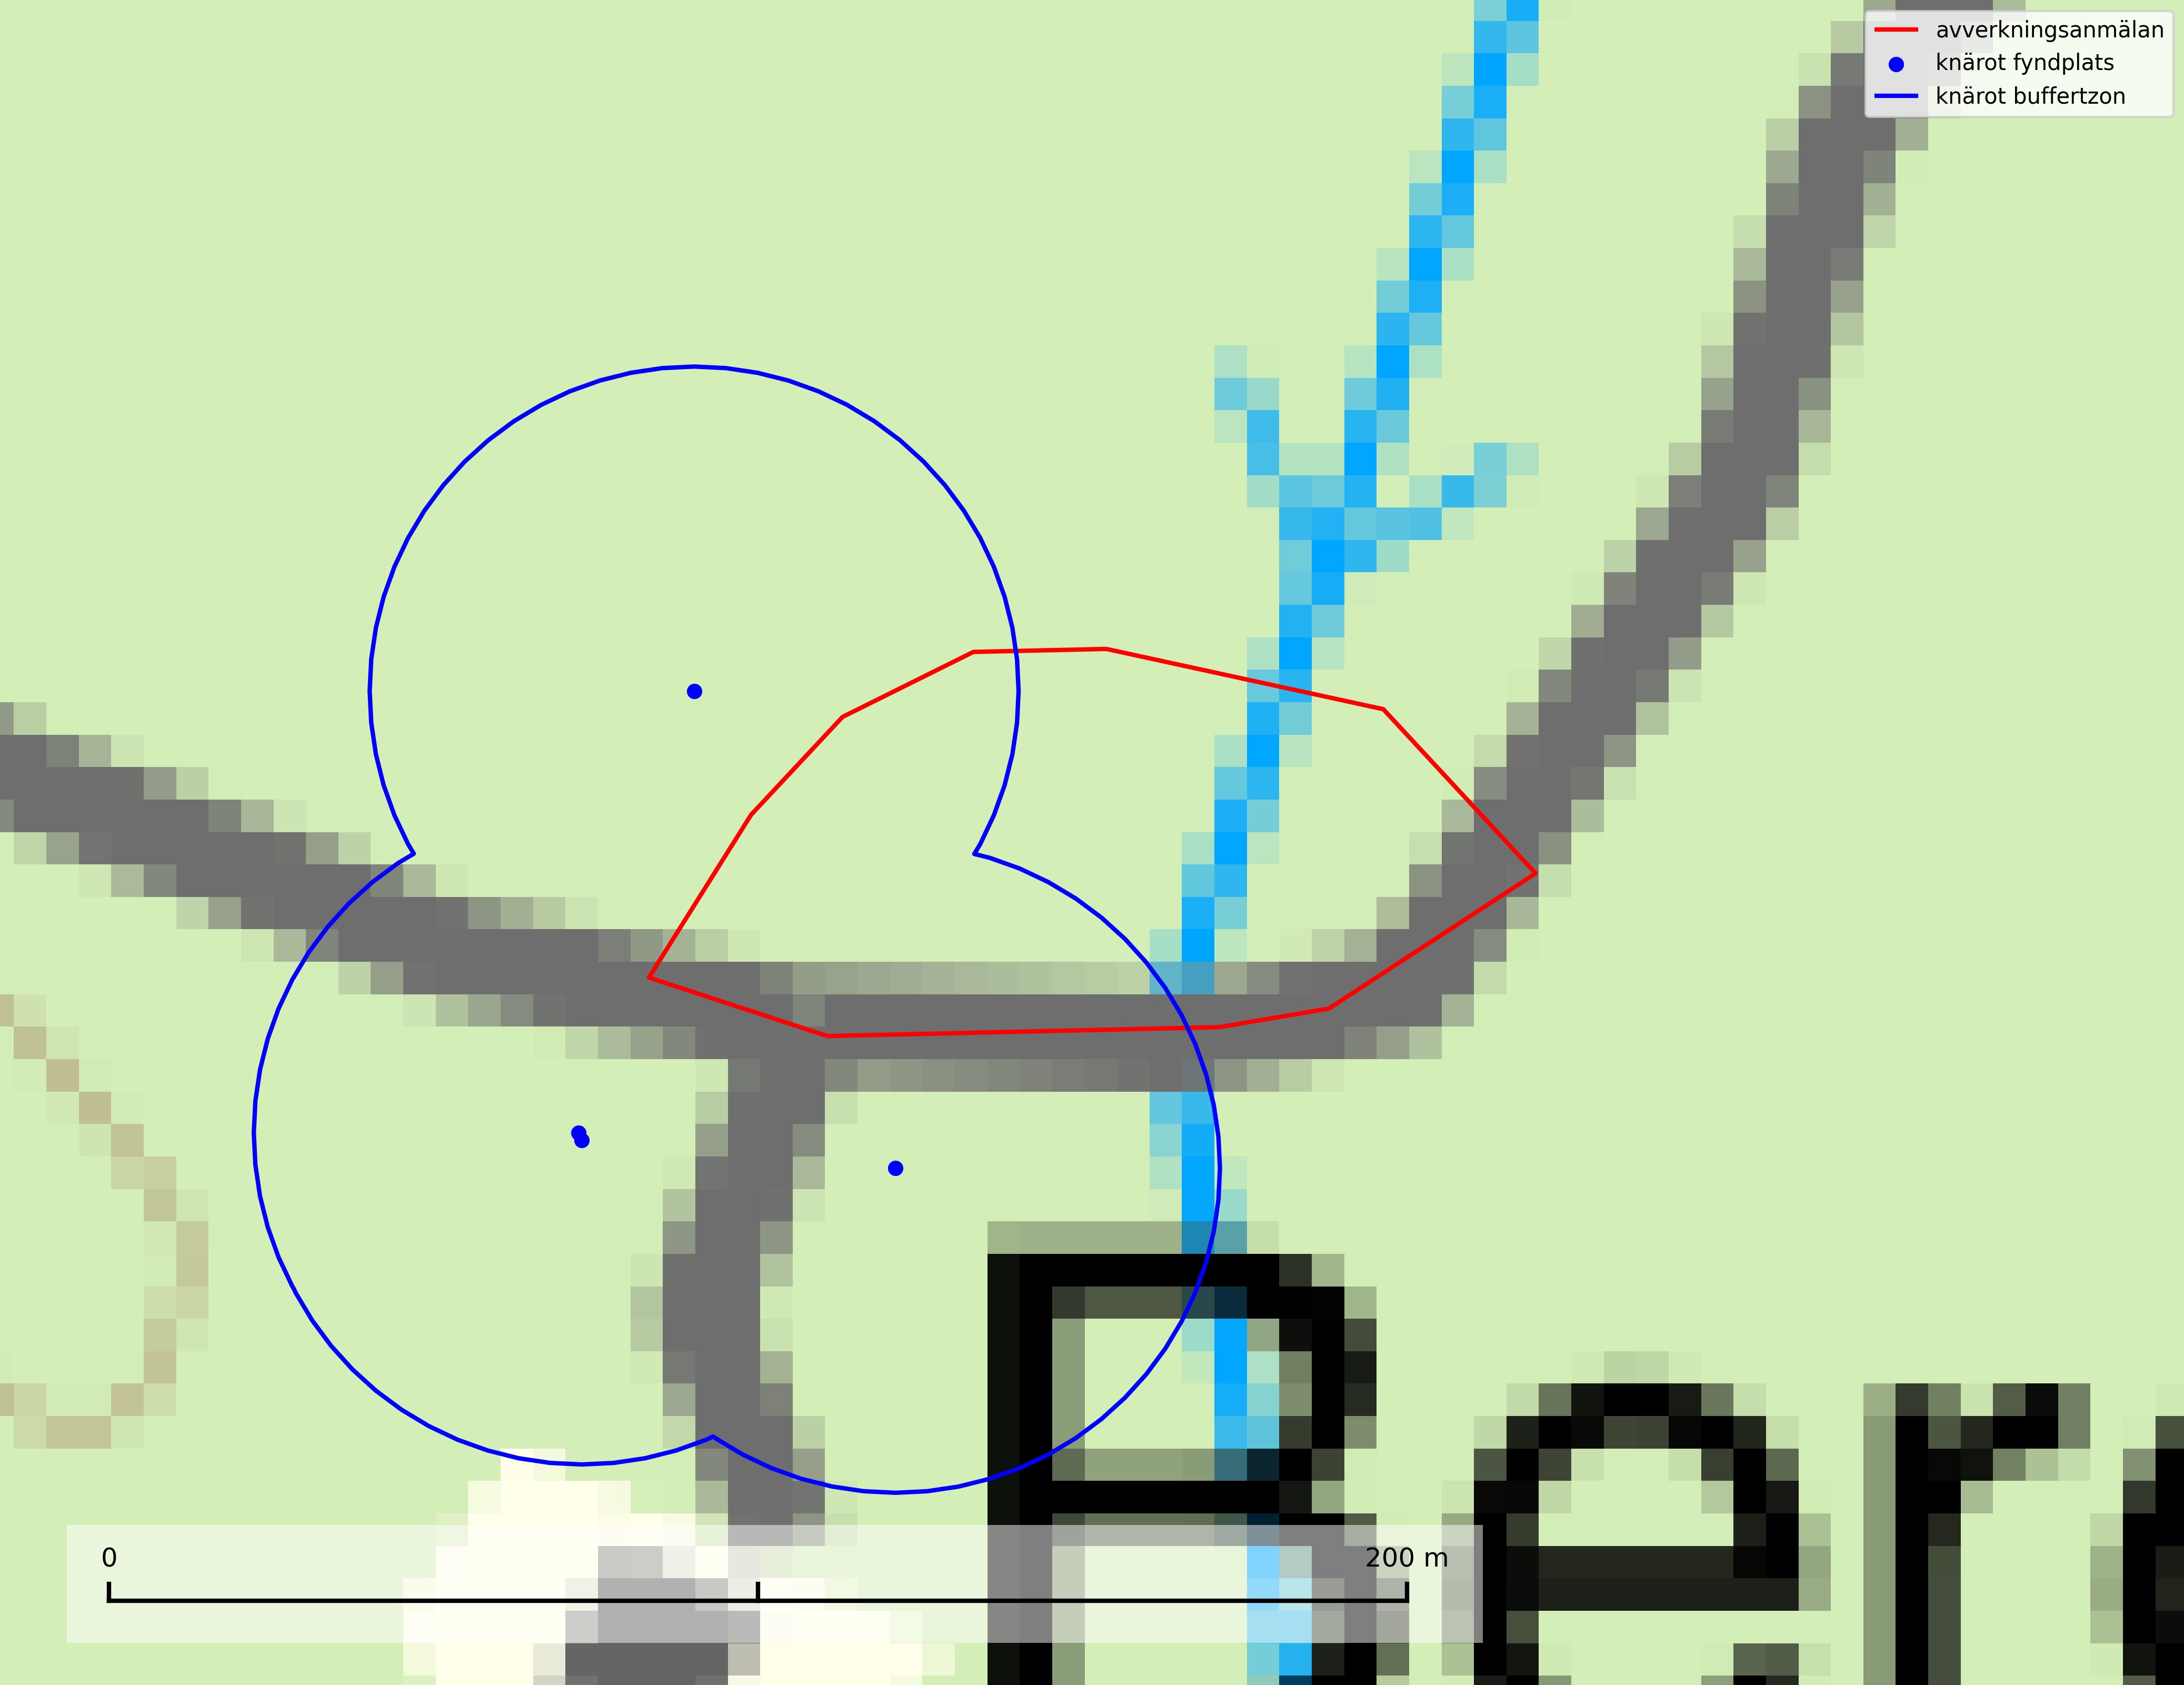 avverkningsanmälan
knärot fyndplats
knärot buffertzon
0 200 m